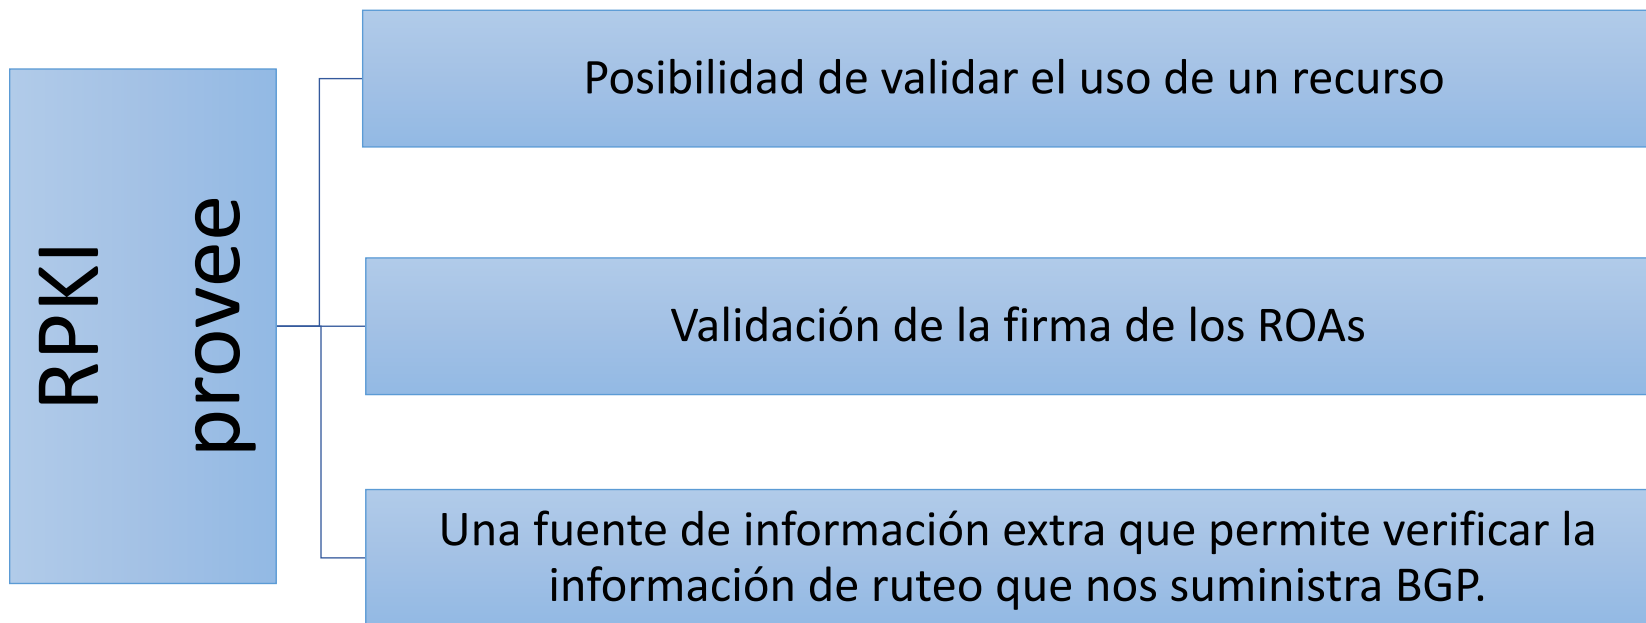 RPKI
provee
Posibilidad de validar el uso de un recurso
Validación de la firma de los ROAs
Una fuente de información extra que permite verificar la
información de ruteo que nos suministra BGP.